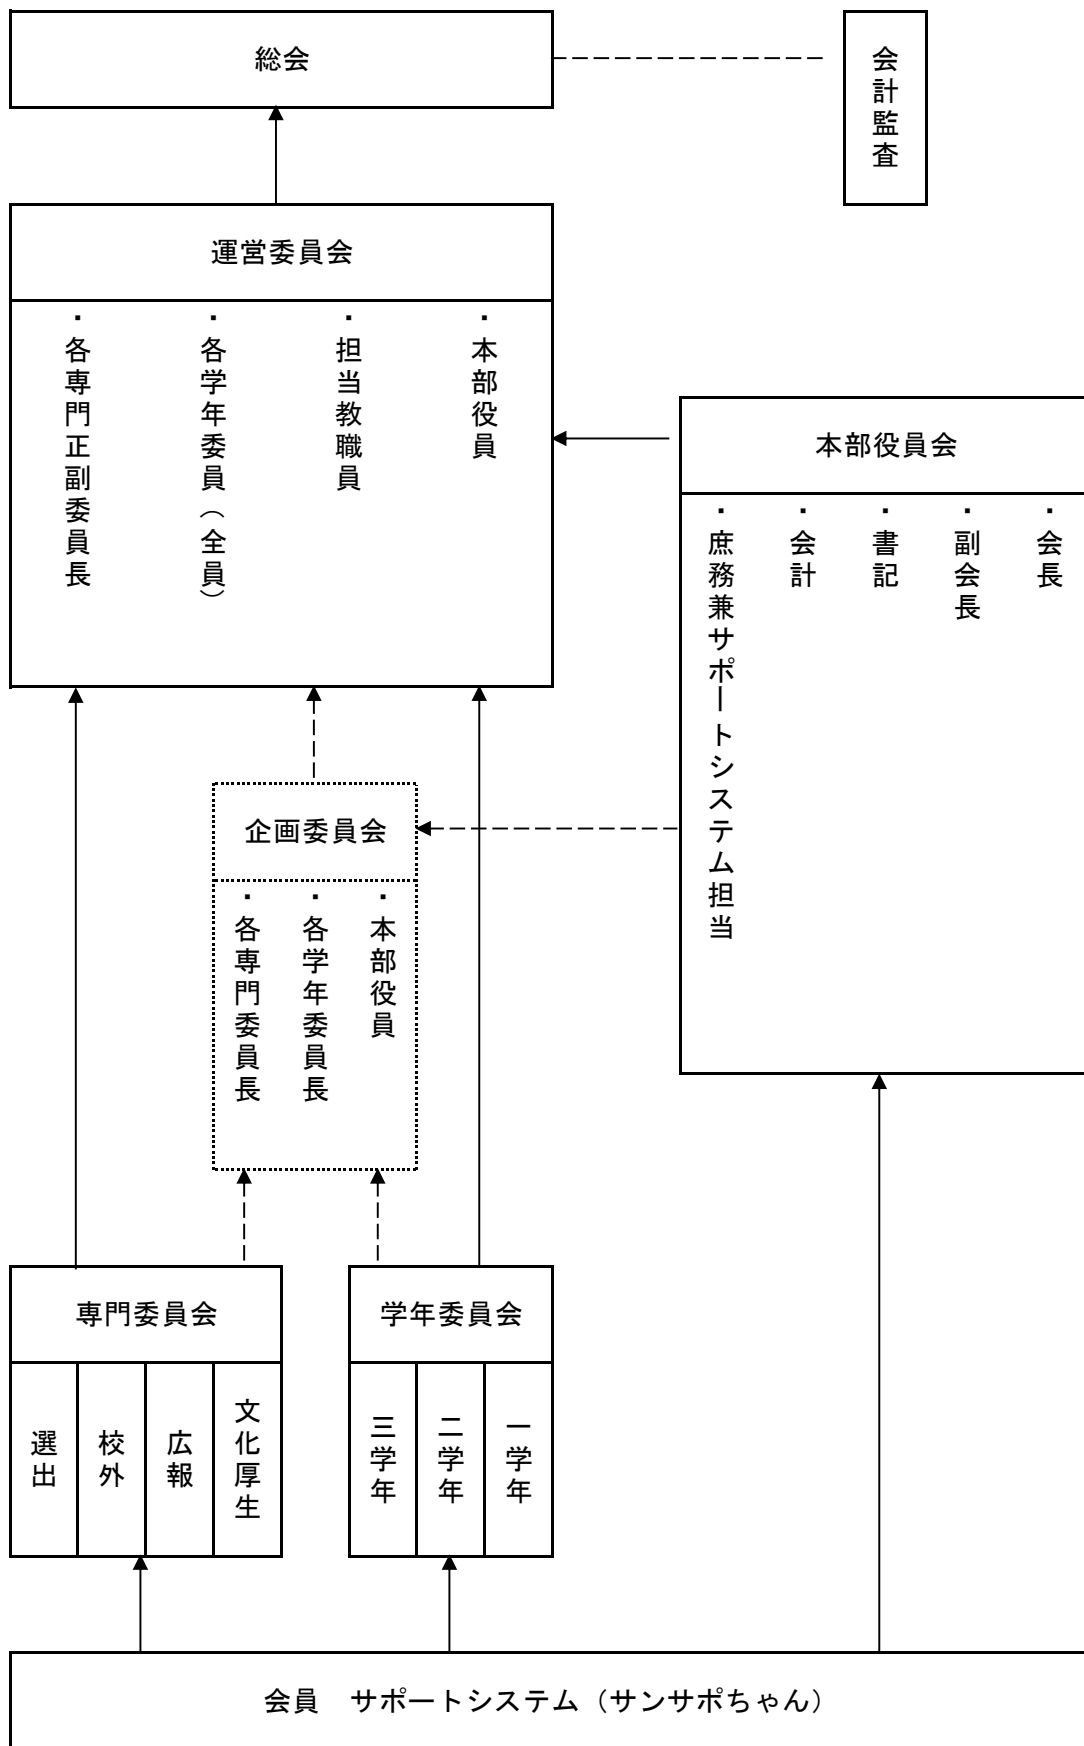 総会
会計監査
運営委員会
・本部役員
・担当教職員
・各学年委員（全員）
・各専門正副委員長
本部役員会
・会長
・副会長
・書記
・会計
・庶務兼サポートシステム担当
企画委員会
・本部役員
・各学年委員長
・各専門委員長
専門委員会
文化厚生
広報
校外
選出
学年委員会
一学年
二学年
三学年
会員　サポートシステム（サンサポちゃん）